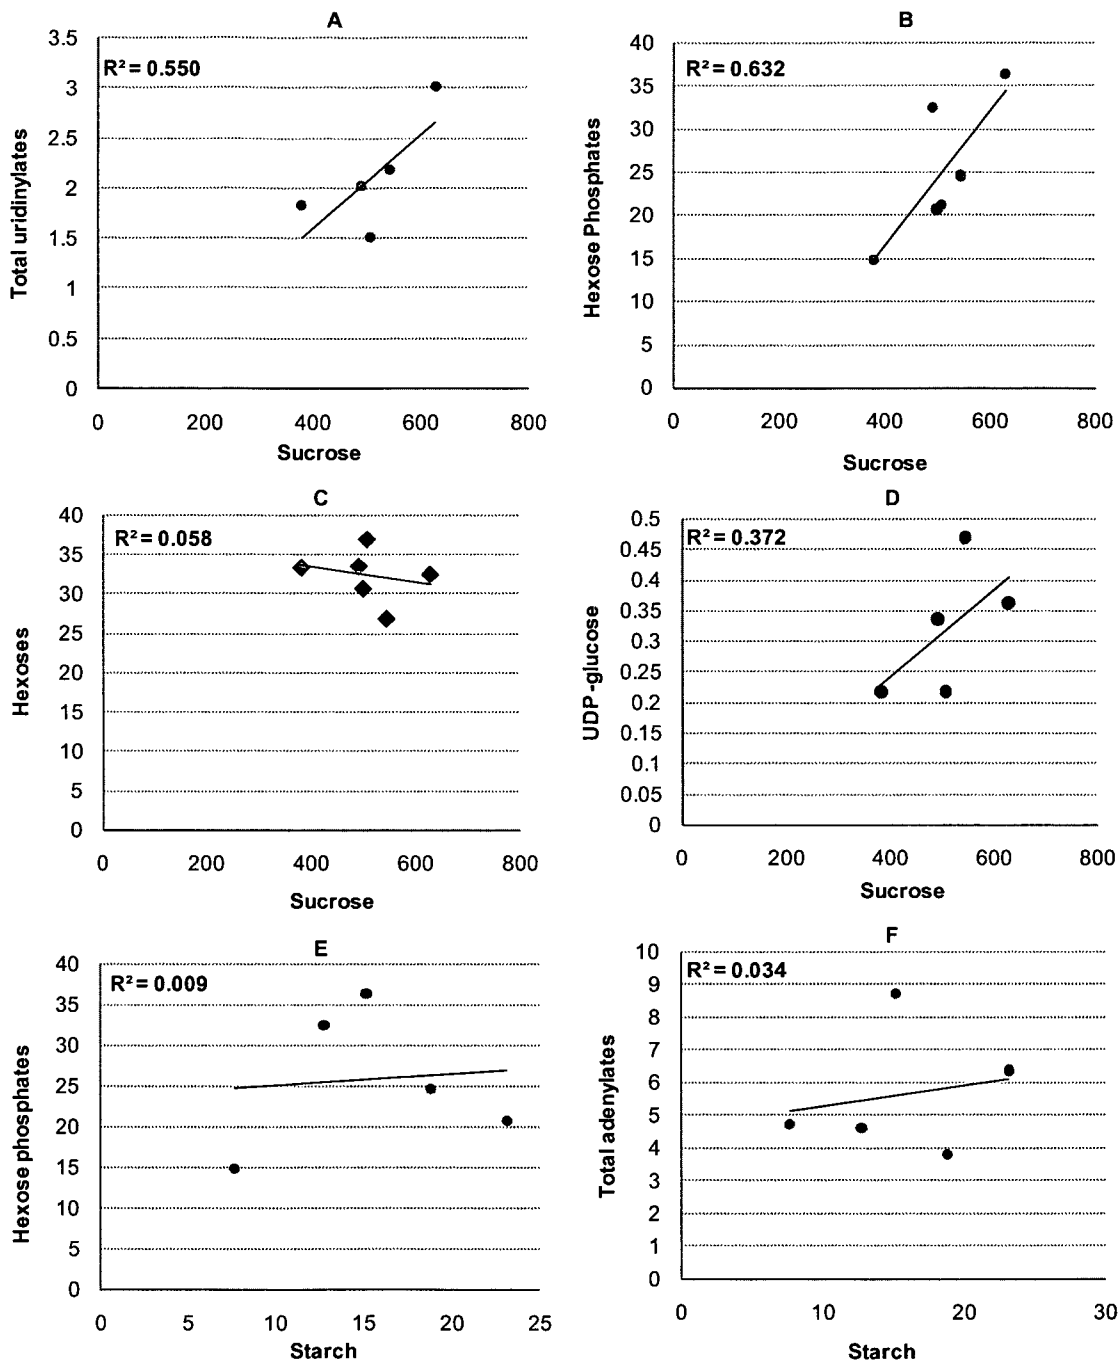 A
3.5
3
2.5
2
1.5
1
0.5
0
R² = 0.550
Total uridinylates
0 200 400 600 800
Sucrose
B
40
35
30
25
20
15
10
5
0
R² = 0.632
Hexose Phosphates
0 200 400 600 800
Sucrose
C
40
35
30
25
20
15
10
5
0
R² = 0.058
Hexoses
0 200 400 600 800
Sucrose
D
0.5
0.45
0.4
0.35
0.3
0.25
0.2
0.15
0.1
0.05
0
R² = 0.372
UDP-glucose
0 200 400 600 800
Sucrose
E
40
35
30
25
20
15
10
5
0
R² = 0.009
Hexose phosphates
0 5 10 15 20 25
Starch
F
10
9
8
7
6
5
4
3
2
1
0
R² = 0.034
Total adenylates
0 10 20 30
Starch